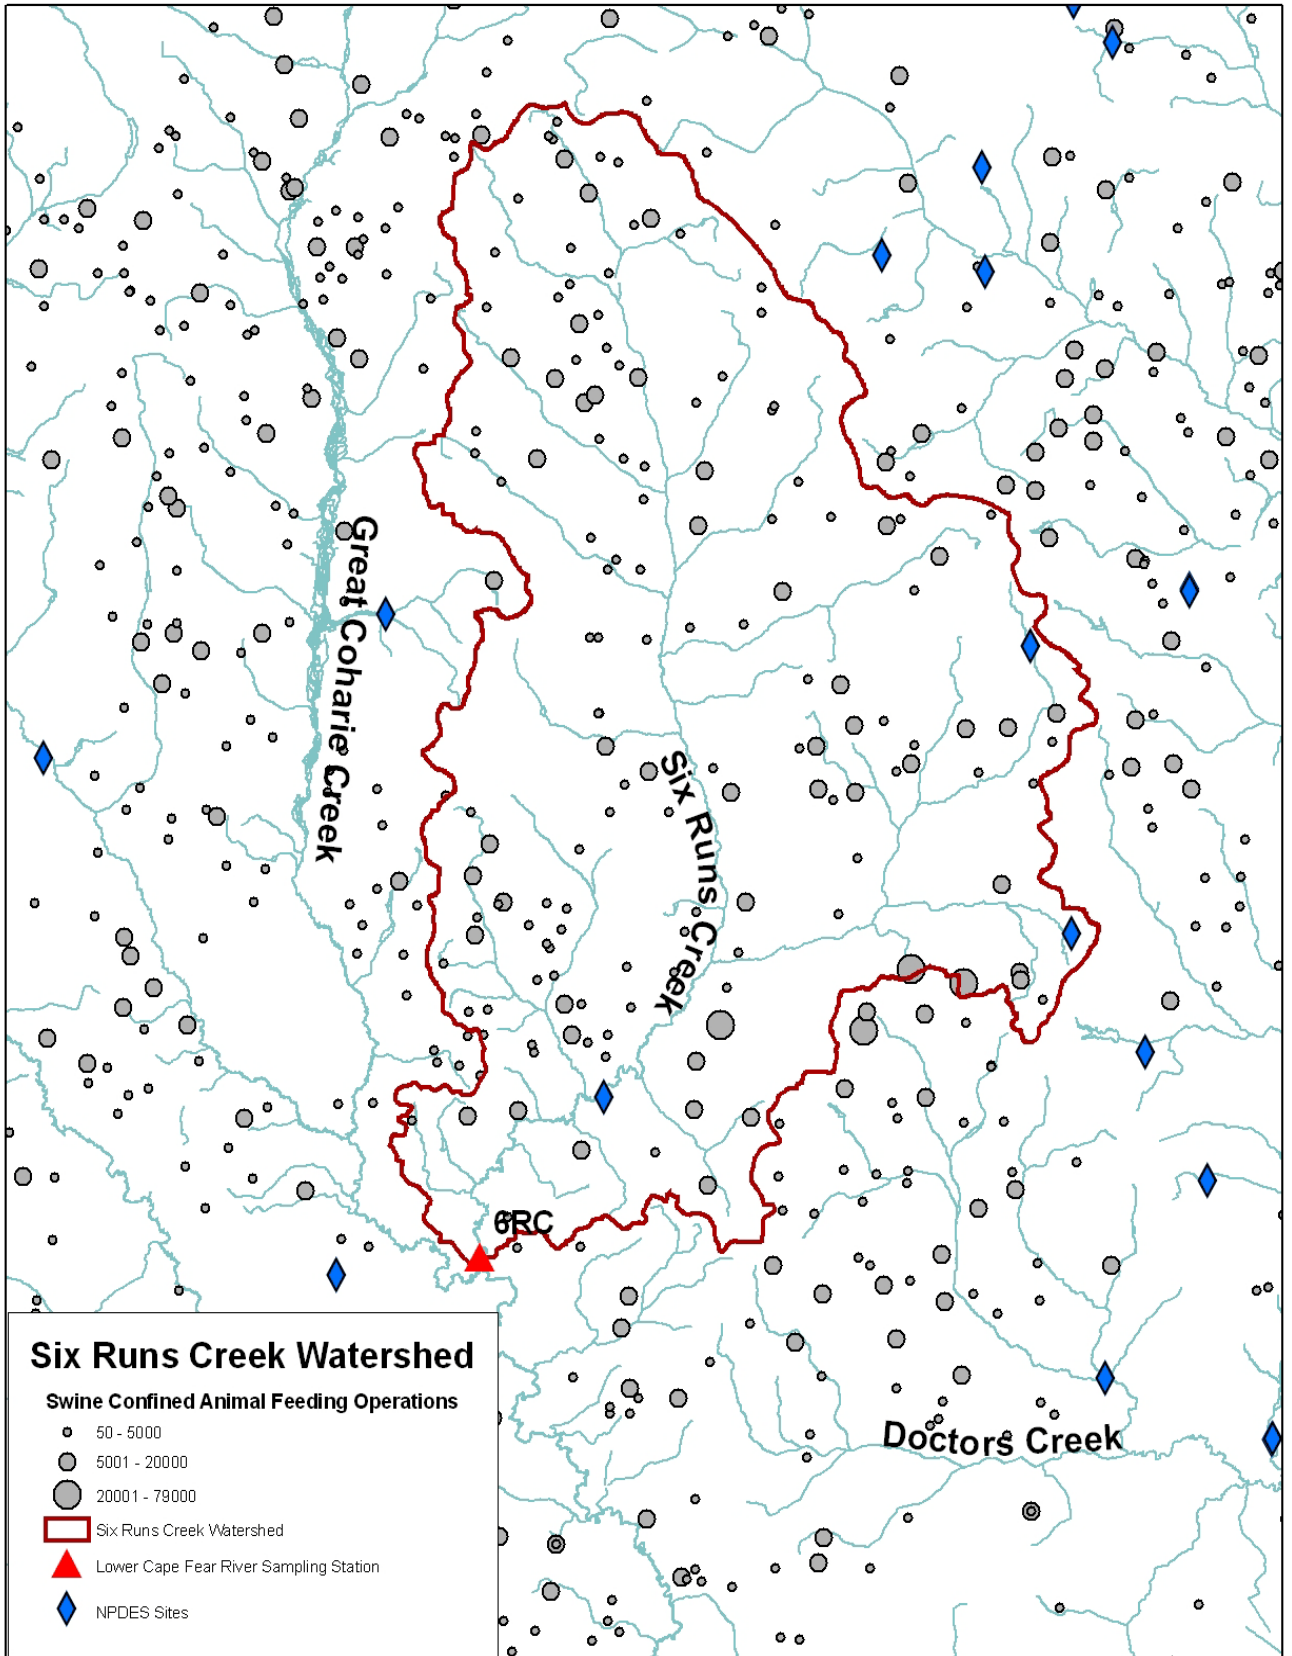 Great Coharie Creek
Six Runs Creek
6RC
Doctors Creek
Six Runs Creek Watershed
Swine Confined Animal Feeding Operations
50 - 5000
5001 - 20000
20001 - 79000
Six Runs Creek Watershed
Lower Cape Fear River Sampling Station
NPDES Sites